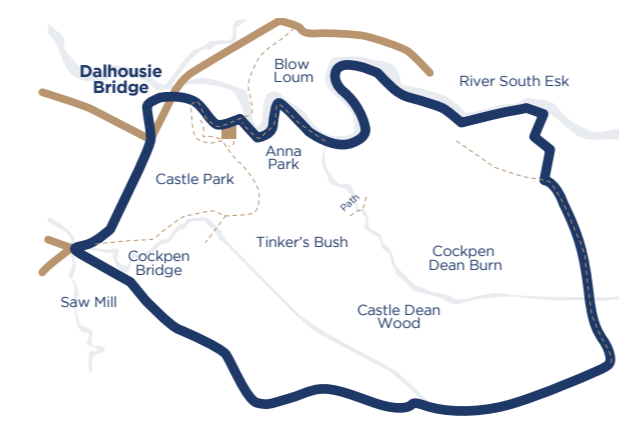 Blow
Loum
Dalhousie
Bridge
River South Esk
Anna
Park
Castle Park
Path
Tinker's Bush
Cockpen
Bridge
Cockpen
Dean Burn
Saw Mill
Castle Dean
Wood